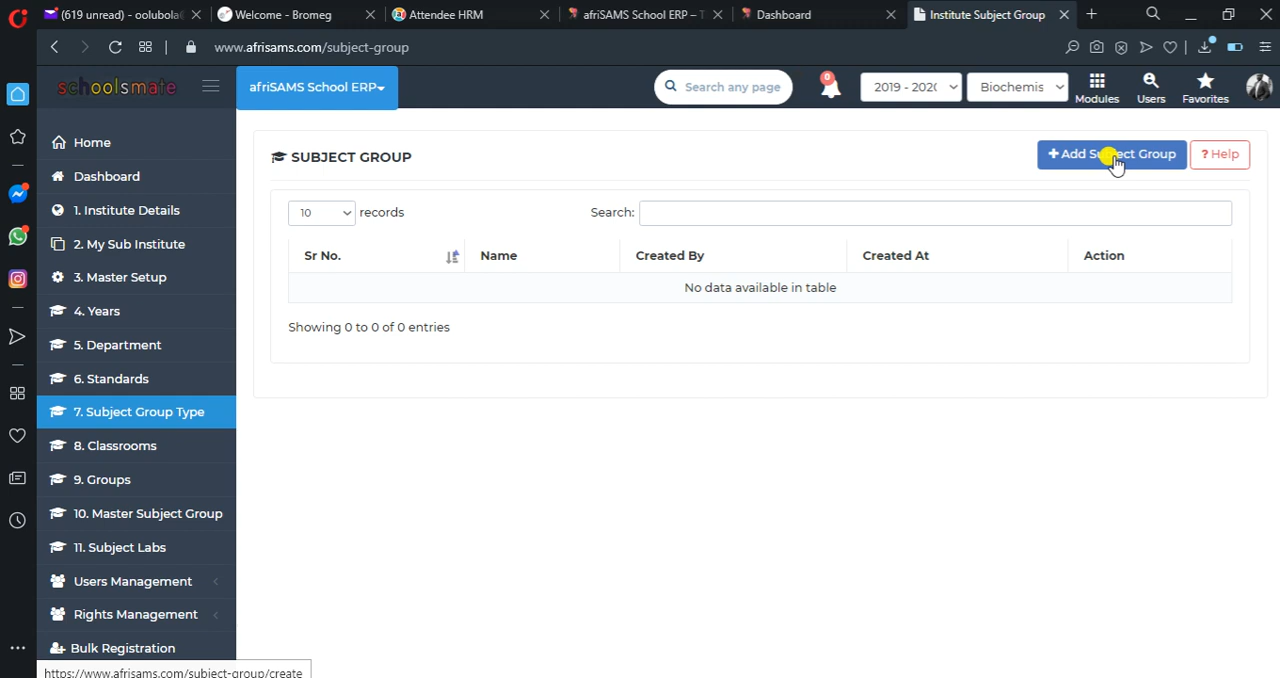 (619 unread) - oolubola
Welcome - Bromeg
Attendee HRM
afriSAMS School ERP – T
Dashboard
Institute Subject Group
www.afrisams.com/subject-group
schoolsmate
afriSAMS School ERP
Search any page
0
2019 - 202(
Biochemis
Modules
Users
Favorites
Home
Dashboard
1. Institute Details
2. My Sub Institute
3. Master Setup
4. Years
5. Department
6. Standards
7. Subject Group Type
8. Classrooms
9. Groups
10. Master Subject Group
11. Subject Labs
Users Management
Rights Management
Bulk Registration
SUBJECT GROUP
+ Add Subject Group
? Help
10 records
Search:
Sr No. Name Created By Created At Action
No data available in table
Showing 0 to 0 of 0 entries
https://www.afrisams.com/subject-group/create